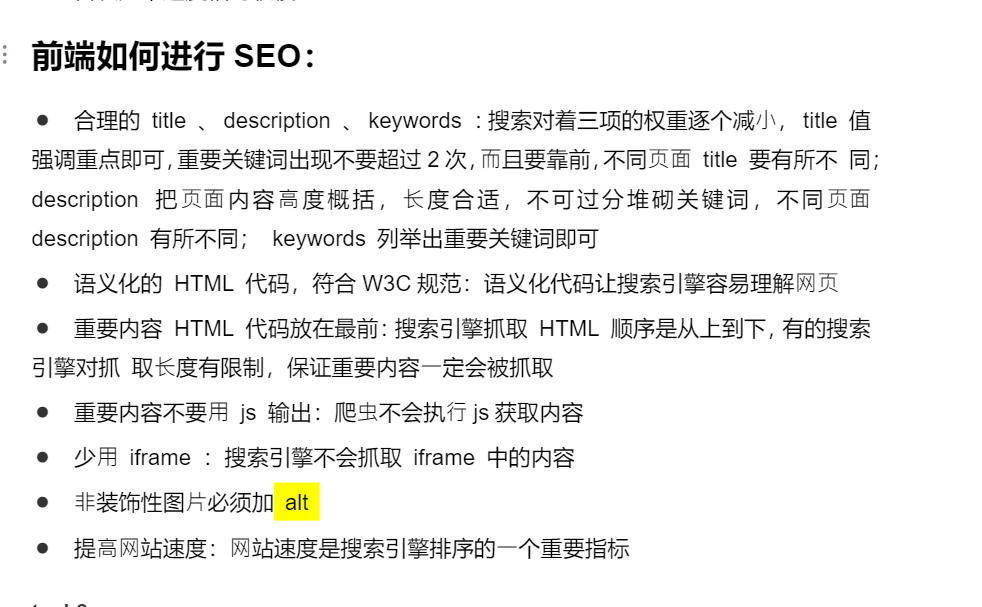 前端如何进行 SEO：
● 合理的 title 、 description 、 keywords ：搜索对着三项的权重逐个减小， title 值
强调重点即可，重要关键词出现不要超过 2 次，而且要靠前，不同页面 title 要有所不 同；
description 把页面内容高度概括，长度合适，不可过分堆砌关键词，不同页面
description 有所不同； keywords 列举出重要关键词即可
● 语义化的 HTML 代码，符合 W3C 规范：语义化代码让搜索引擎容易理解网页
● 重要内容 HTML 代码放在最前：搜索引擎抓取 HTML 顺序是从上到下，有的搜索
引擎对抓 取长度有限制，保证重要内容一定会被抓取
● 重要内容不要用 js 输出：爬虫不会执行 js 获取内容
● 少用 iframe ：搜索引擎不会抓取 iframe 中的内容
● 非装饰性图片必须加 alt
● 提高网站速度：网站速度是搜索引擎排序的一个重要指标